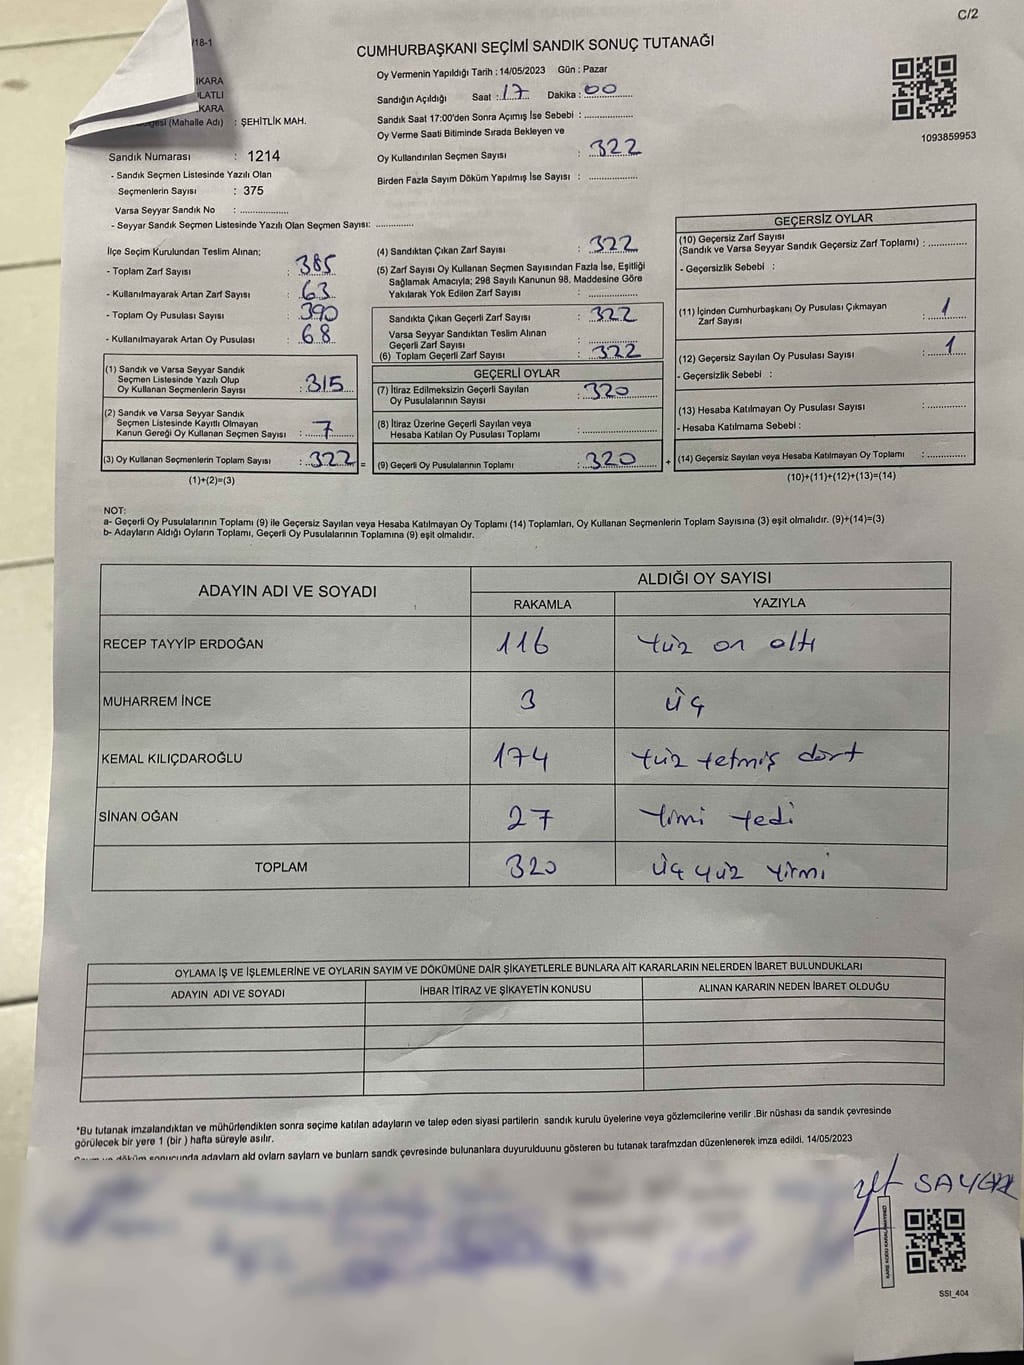 C/2
/18-1
CUMHURBAŞKANI SEÇİMİ SANDIK SONUÇ TUTANAĞI
Oy Vermenin Yapıldığı Tarih : 14/05/2023 Gün : Pazar
Sandığın Açıldığı Saat : 17 Dakika : 00
Sandık Saat 17:00'den Sonra Açımış İse Sebebi :
Oy Verme Saati Bitiminde Sırada Bekleyen ve
Oy Kullandırılan Seçmen Sayısı : 322
Birden Fazla Sayım Döküm Yapılmış İse Sayısı :
1093859953
KARA
LATLI
KARA
(Mahalle Adı) : ŞEHİTLİK MAH.
Sandık Numarası : 1214
- Sandık Seçmen Listesinde Yazılı Olan
Seçmenlerin Sayısı : 375
Varsa Seyyar Sandık No :
- Seyyar Sandık Seçmen Listesinde Yazılı Olan Seçmen Sayısı:
İlçe Seçim Kurulundan Teslim Alınan;
- Toplam Zarf Sayısı : 385
- Kullanılmayarak Artan Zarf Sayısı : 63
- Toplam Oy Pusulası Sayısı : 390
- Kullanılmayarak Artan Oy Pusulası : 68
(1) Sandık ve Varsa Seyyar Sandık
Seçmen Listesinde Yazılı Olup
Oy Kullanan Seçmenlerin Sayısı : 315
(2) Sandık ve Varsa Seyyar Sandık
Seçmen Listesinde Kayıtlı Olmayan
Kanun Gereği Oy Kullanan Seçmen Sayısı : 7
(3) Oy Kullanan Seçmenlerin Toplam Sayısı : 322 =
(1)+(2)=(3)
(4) Sandıktan Çıkan Zarf Sayısı : 322
(5) Zarf Sayısı Oy Kullanan Seçmen Sayısından Fazla İse, Eşitliği
Sağlamak Amacıyla; 298 Sayılı Kanunun 98. Maddesine Göre
Yakılarak Yok Edilen Zarf Sayısı :
Sandıkta Çıkan Geçerli Zarf Sayısı : 322
Varsa Seyyar Sandıktan Teslim Alınan
Geçerli Zarf Sayısı :
(6) Toplam Geçerli Zarf Sayısı : 322
GEÇERLİ OYLAR
(7) İtiraz Edilmeksizin Geçerli Sayılan
Oy Pusulalarının Sayısı : 320
(8) İtiraz Üzerine Geçerli Sayılan veya
Hesaba Katılan Oy Pusulası Toplamı :
(9) Geçerli Oy Pusulalarının Toplamı : 320 +
GEÇERSİZ OYLAR
(10) Geçersiz Zarf Sayısı
(Sandık ve Varsa Seyyar Sandık Geçersiz Zarf Toplamı) :
- Geçersizlik Sebebi :
(11) İçinden Cumhurbaşkanı Oy Pusulası Çıkmayan
Zarf Sayısı : 1
(12) Geçersiz Sayılan Oy Pusulası Sayısı : 1
- Geçersizlik Sebebi :
(13) Hesaba Katılmayan Oy Pusulası Sayısı :
- Hesaba Katılmama Sebebi :
(14) Geçersiz Sayılan veya Hesaba Katılmayan Oy Toplamı :
(10)+(11)+(12)+(13)=(14)
NOT:
a- Geçerli Oy Pusulalarının Toplamı (9) ile Geçersiz Sayılan veya Hesaba Katılmayan Oy Toplamı (14) Toplamları, Oy Kullanan Seçmenlerin Toplam Sayısına (3) eşit olmalıdır. (9)+(14)=(3)
b- Adayların Aldığı Oyların Toplamı, Geçerli Oy Pusulalarının Toplamına (9) eşit olmalıdır.
ADAYIN ADI VE SOYADI ALDIĞI OY SAYISI
RAKAMLA YAZIYLA
RECEP TAYYİP ERDOĞAN 116 Yüz on altı
MUHARREM İNCE 3 üç
KEMAL KILIÇDAROĞLU 174 Yüz yetmiş dört
SİNAN OĞAN 27 Yirmi yedi
TOPLAM 320 üç yüz yirmi
OYLAMA İŞ VE İŞLEMLERİNE VE OYLARIN SAYIM VE DÖKÜMÜNE DAİR ŞİKAYETLERLE BUNLARA AİT KARARLARIN NELERDEN İBARET BULUNDUKLARI
ADAYIN ADI VE SOYADI İHBAR İTİRAZ VE ŞİKAYETİN KONUSU ALINAN KARARIN NEDEN İBARET OLDUĞU
*Bu tutanak imzalandıktan ve mühürlendikten sonra seçime katılan adayların ve talep eden siyasi partilerin sandık kurulu üyelerine veya gözlemcilerine verilir .Bir nüshası da sandık çevresinde
görülecek bir yere 1 (bir ) hafta süreyle asılır.
sonucunda adayların ald oyların sayların ve bunların sandk çevresinde bulunanlara duyurulduunu gösteren bu tutanak tarafmzdan düzenlenerek imza edildi. 14/05/2023
SSI_404